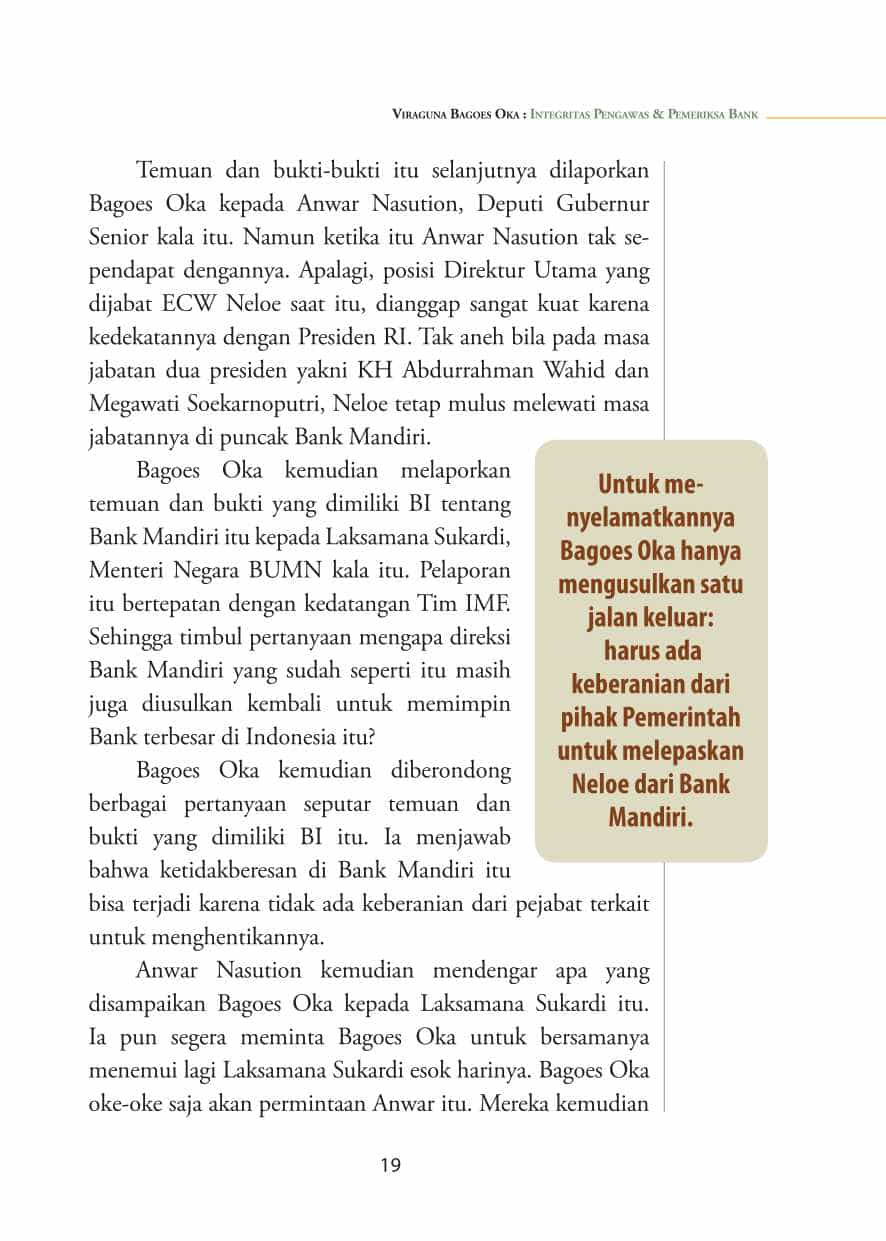 Viraguna Bagoes Oka : Integritas Pengawas & Pemeriksa Bank
Temuan dan bukti-bukti itu selanjutnya dilaporkan
Bagoes Oka kepada Anwar Nasution, Deputi Gubernur
Senior kala itu. Namun ketika itu Anwar Nasution tak se-
pendapat dengannya. Apalagi, posisi Direktur Utama yang
dijabat ECW Neloe saat itu, dianggap sangat kuat karena
kedekatannya dengan Presiden RI. Tak aneh bila pada masa
jabatan dua presiden yakni KH Abdurrahman Wahid dan
Megawati Soekarnoputri, Neloe tetap mulus melewati masa
jabatannya di puncak Bank Mandiri.
Bagoes Oka kemudian melaporkan
temuan dan bukti yang dimiliki BI tentang
Bank Mandiri itu kepada Laksamana Sukardi,
Menteri Negara BUMN kala itu. Pelaporan
itu bertepatan dengan kedatangan Tim IMF.
Sehingga timbul pertanyaan mengapa direksi
Bank Mandiri yang sudah seperti itu masih
juga diusulkan kembali untuk memimpin
Bank terbesar di Indonesia itu?
Bagoes Oka kemudian diberondong
berbagai pertanyaan seputar temuan dan
bukti yang dimiliki BI itu. Ia menjawab
bahwa ketidakberesan di Bank Mandiri itu
bisa terjadi karena tidak ada keberanian dari pejabat terkait
untuk menghentikannya.
Anwar Nasution kemudian mendengar apa yang
disampaikan Bagoes Oka kepada Laksamana Sukardi itu.
Ia pun segera meminta Bagoes Oka untuk bersamanya
menemui lagi Laksamana Sukardi esok harinya. Bagoes Oka
oke-oke saja akan permintaan Anwar itu. Mereka kemudian
Untuk me-
nyelamatkannya
Bagoes Oka hanya
mengusulkan satu
jalan keluar:
harus ada
keberanian dari
pihak Pemerintah
untuk melepaskan
Neloe dari Bank
Mandiri.
19